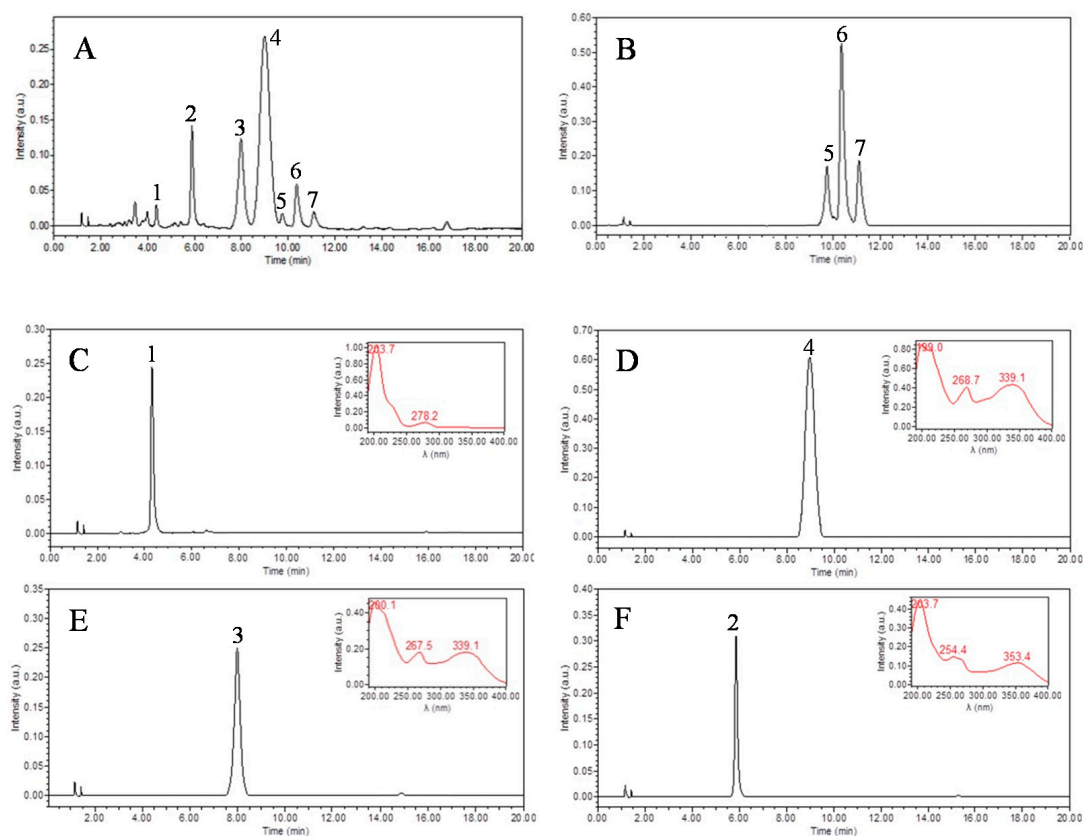 A
4
2
3
6
1
5
7
0.25
0.20
0.15
0.10
0.05
0.00
Intensity (a.u.)
0.00 2.00 4.00 6.00 8.00 10.00 12.00 14.00 16.00 18.00 20.00
Time (min)
B
6
5
7
0.60
0.50
0.40
0.30
0.20
0.10
0.00
Intensity (a.u.)
0.00 2.00 4.00 6.00 8.00 10.00 12.00 14.00 16.00 18.00 20.0
Time (min)
C
1
0.30
0.25
0.20
0.15
0.10
0.05
0.00
Intensity (a.u.)
2.00 4.00 6.00 8.00 10.00 12.00 14.00 16.00 18.00 20.00
Time (min)
203.7
278.2
1.00
0.80
0.60
0.40
0.20
0.00
Intensity (a.u.)
200.00 250.00 300.00 350.00 400.00
λ (nm)
D
4
0.70
0.60
0.50
0.40
0.30
0.20
0.10
0.00
Intensity (a.u.)
0.00 2.00 4.00 6.00 8.00 10.00 12.00 14.00 16.00 18.00 20.00
Time (min)
199.0
268.7
339.1
0.80
0.60
0.40
0.20
0.00
Intensity (a.u.)
200.00 250.00 300.00 350.00 400.00
λ (nm)
E
3
0.35
0.30
0.25
0.20
0.15
0.10
0.05
0.00
Intensity (a.u.)
2.00 4.00 6.00 8.00 10.00 12.00 14.00 16.00 18.00 20.00
Time (min)
200.1
267.5
339.1
0.40
0.20
0.00
Intensity (a.u.)
200.00 250.00 300.00 350.00 400.00
λ (nm)
F
2
0.40
0.35
0.30
0.25
0.20
0.15
0.10
0.05
0.00
Intensity (a.u.)
0.00 2.00 4.00 6.00 8.00 10.00 12.00 14.00 16.00 18.00 20.00
Time (min)
203.7
254.4
353.4
0.40
0.30
0.20
0.10
0.00
Intensity (a.u.)
200.00 250.00 300.00 350.00 400.00
λ (nm)